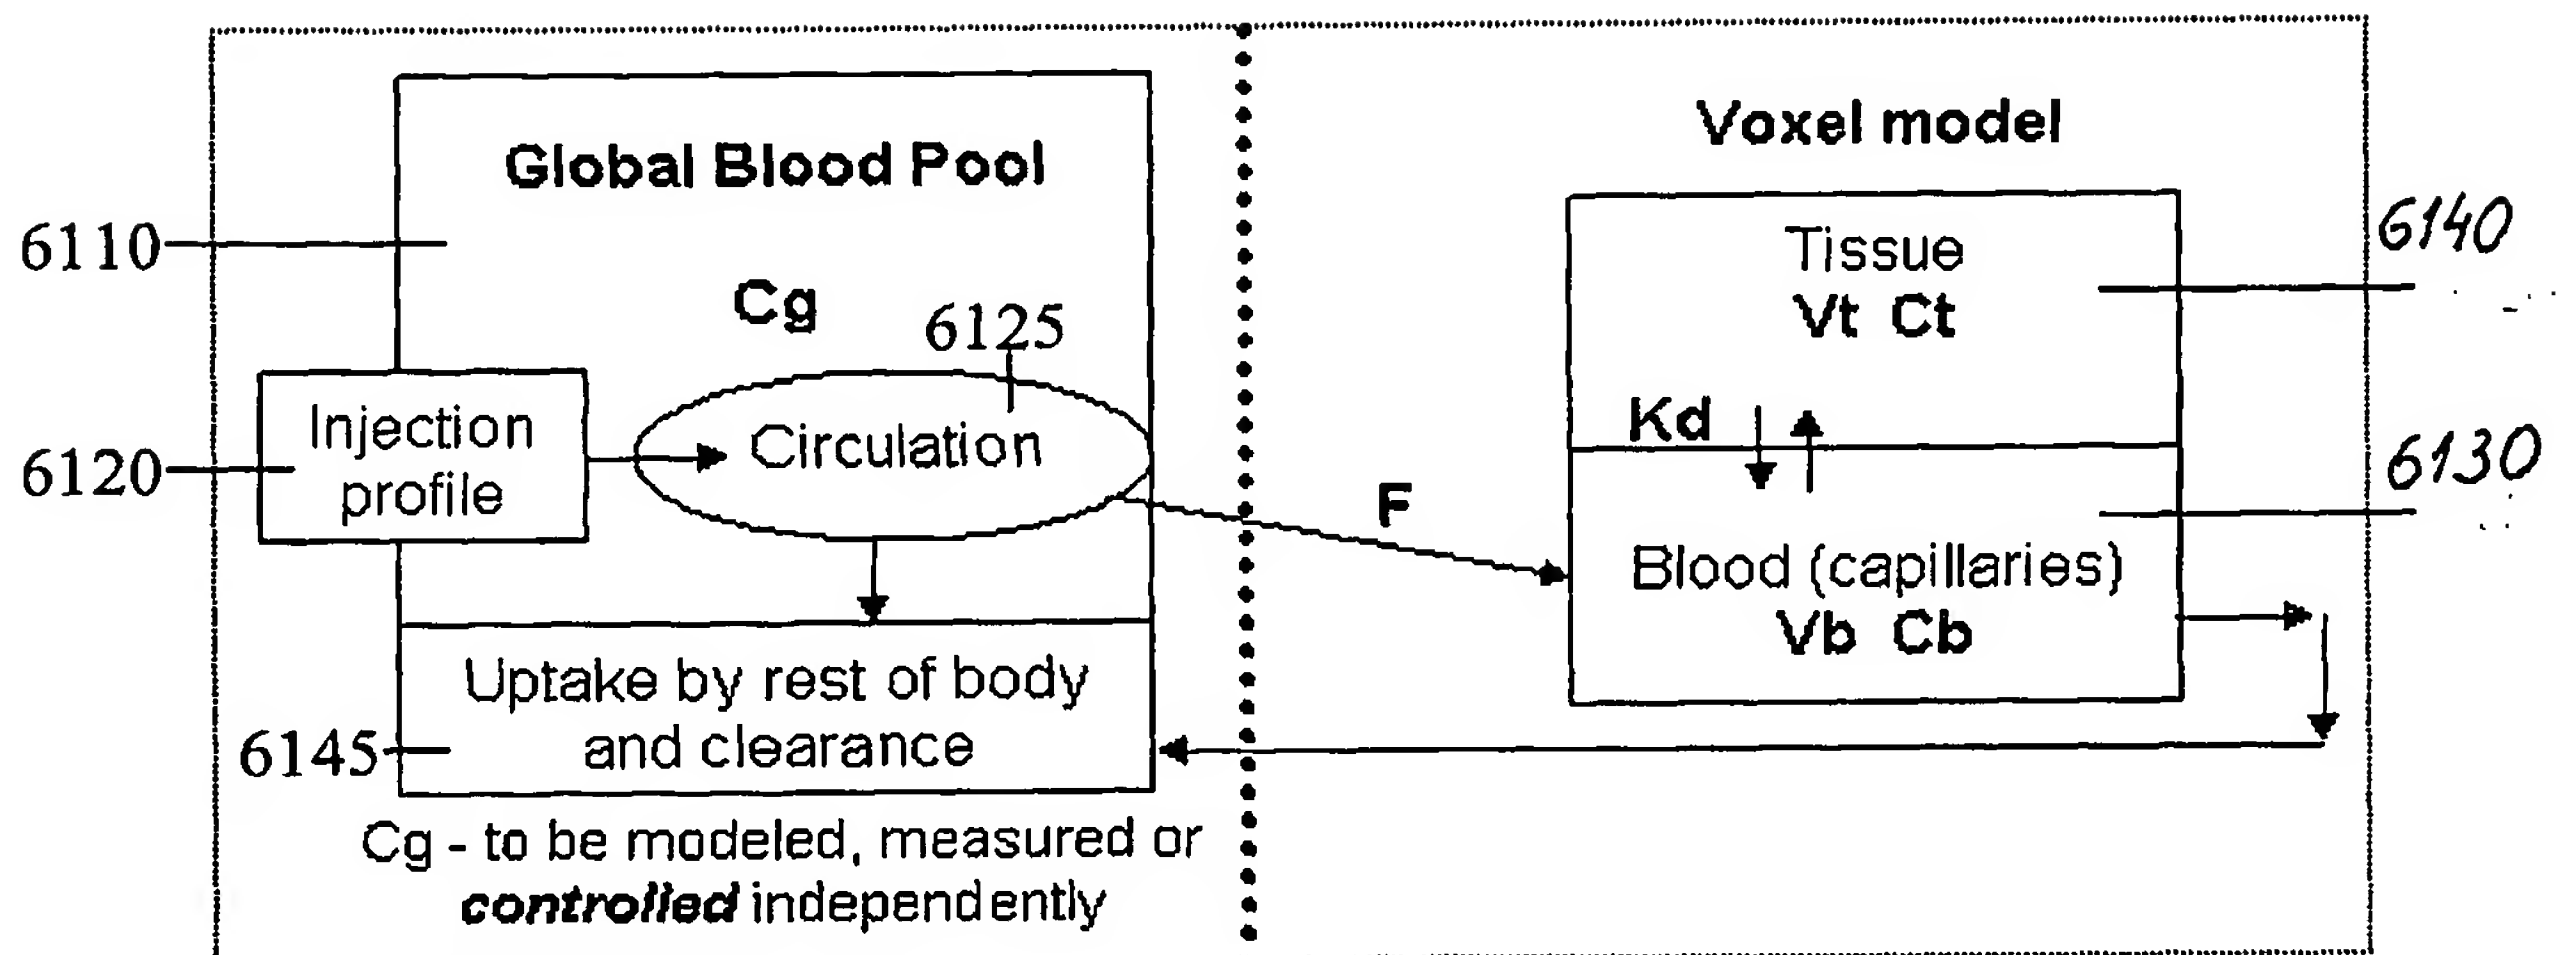 Voxel model
Global Blood Pool
6110
Cg
6125
Tissue
Vt Ct
6140
Injection
profile
6120
Circulation
Kd
F
6130
Blood (capillaries)
Vb Cb
Uptake by rest of body
and clearance
6145
Cg - to be modeled, measured or
controlled independently